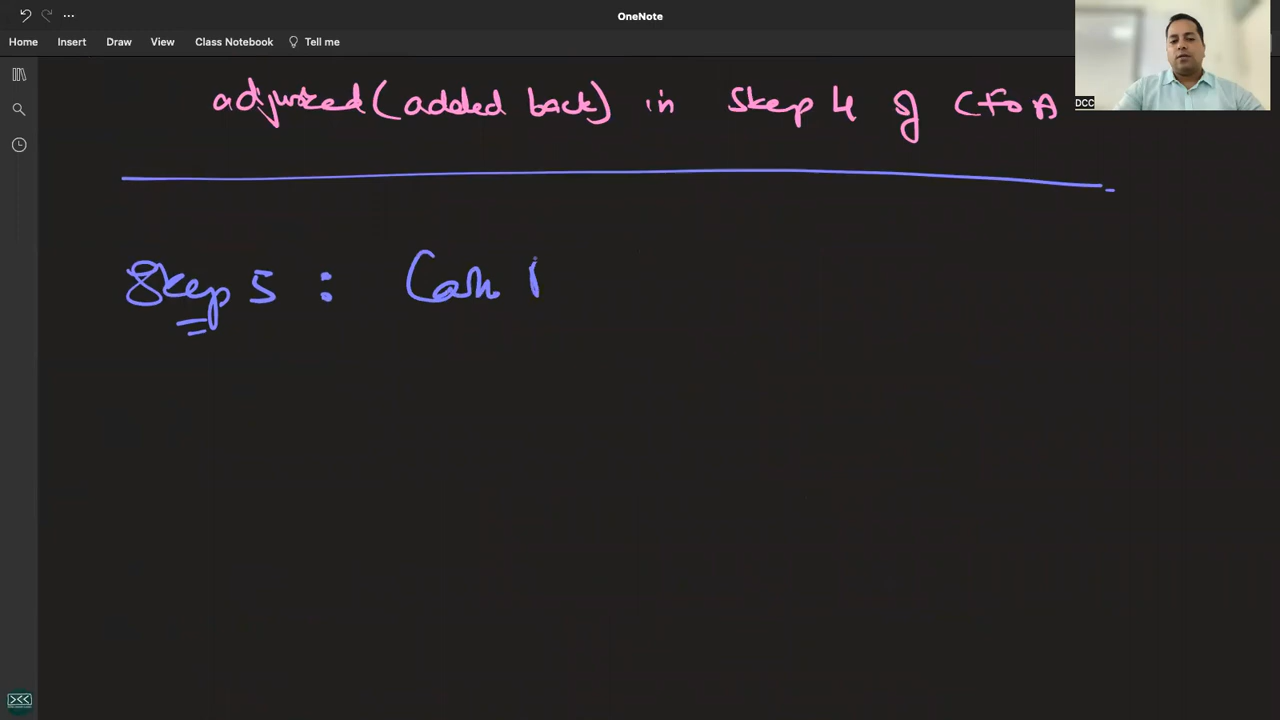 OneNote
Home Insert Draw View Class Notebook Tell me
DCC
adjusted (added back) in Step 4 of CFOA
Step 5 : Cash